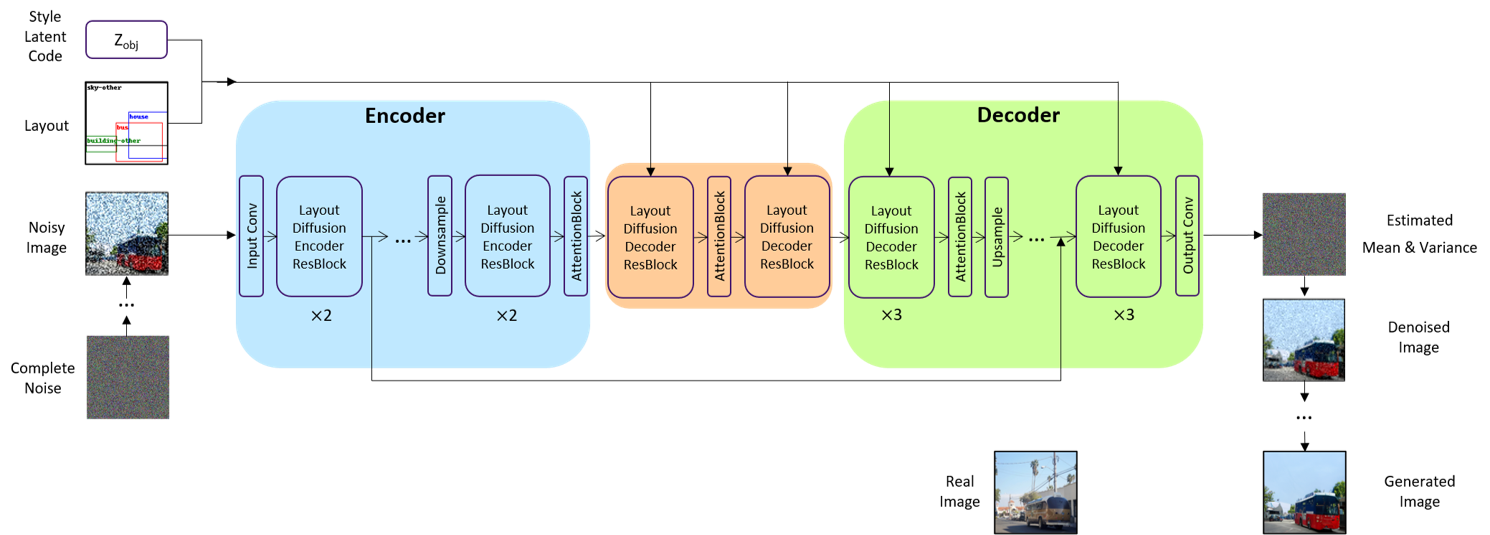 Style
Latent
Code
Zobj
Layout
sky-other
house
bus
building-other
Noisy
Image
...
Complete
Noise
Encoder
Input Conv
Layout
Diffusion
Encoder
ResBlock
×2
...
Downsample
Layout
Diffusion
Encoder
ResBlock
×2
AttentionBlock
Layout
Diffusion
Decoder
ResBlock
AttentionBlock
Layout
Diffusion
Decoder
ResBlock
Decoder
Layout
Diffusion
Decoder
ResBlock
×3
AttentionBlock
Upsample
...
Layout
Diffusion
Decoder
ResBlock
×3
Output Conv
Estimated
Mean & Variance
Denoised
Image
...
Generated
Image
Real
Image